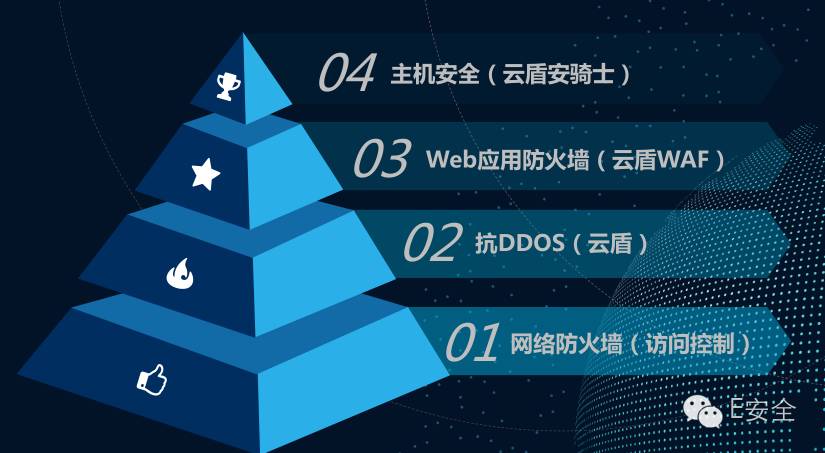 04 主机安全（云盾安骑士）
03 Web应用防火墙（云盾WAF）
02 抗DDOS（云盾）
01 网络防火墙（访问控制）
E安全